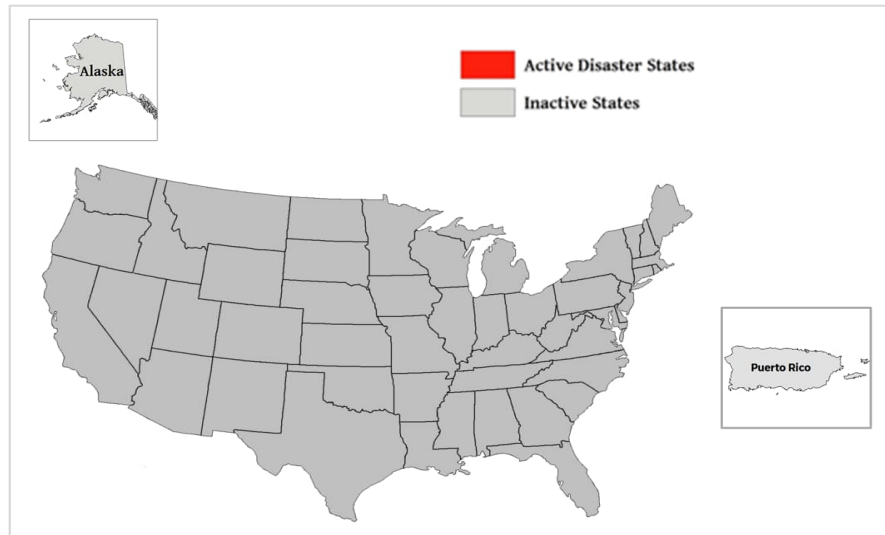 Alaska
Active Disaster States
Inactive States
Puerto Rico